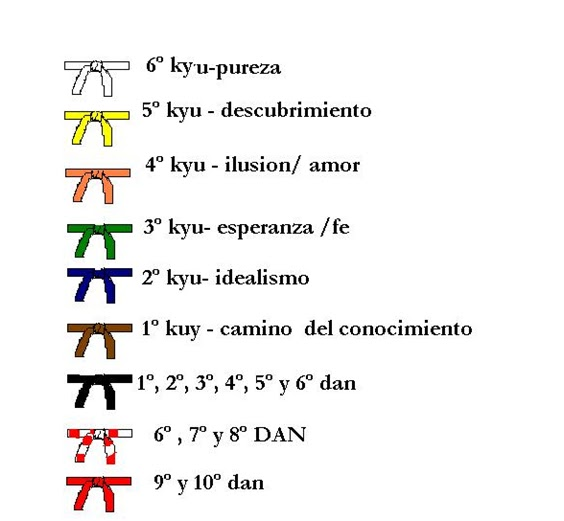 6º kyu-pureza
5º kyu - descubrimiento
4º kyu - ilusion/ amor
3º kyu- esperanza /fe
2º kyu- idealismo
1º kuy - camino  del conocimiento
1º, 2º, 3º, 4º, 5º y 6º dan
6º , 7º y 8º DAN
9º y 10º dan